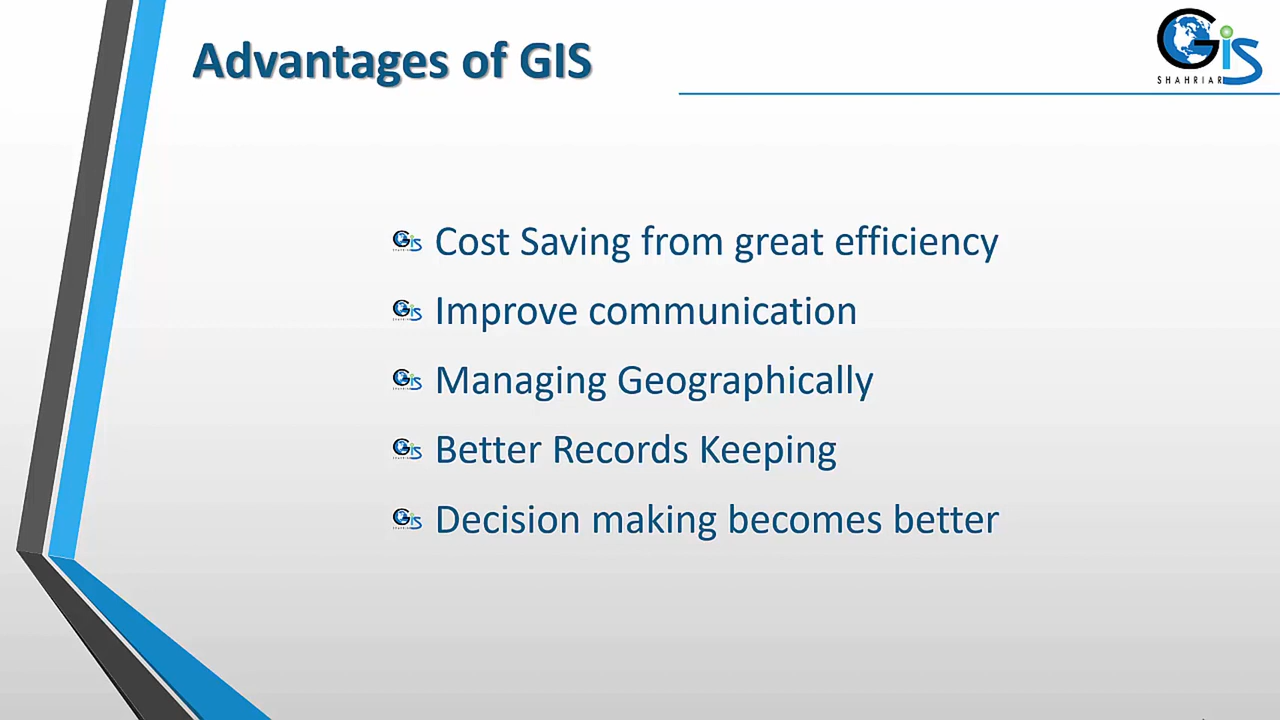 Advantages of GIS
GIS
SHAHRIAR
Cost Saving from great efficiency
Improve communication
Managing Geographically
Better Records Keeping
Decision making becomes better